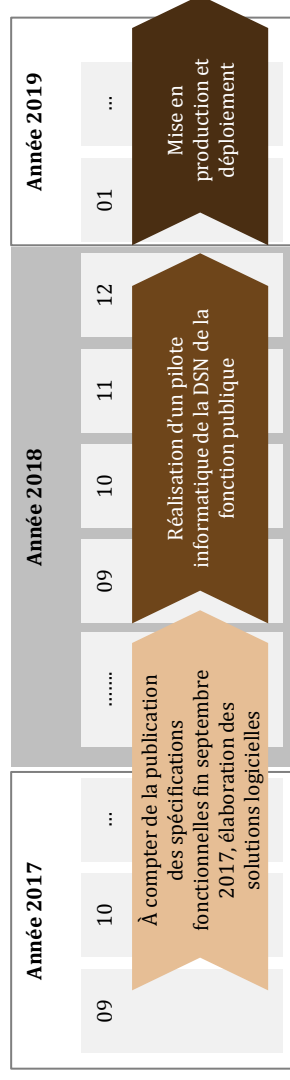 Année 2017
Année 2018
Année 2019
09
10
...
.......
09
10
11
12
01
...
À compter de la publication
des spécifications
fonctionnelles fin septembre
2017, élaboration des
solutions logicielles
Réalisation d’un pilote
informatique de la DSN de la
fonction publique
Mise en
production et
déploiement